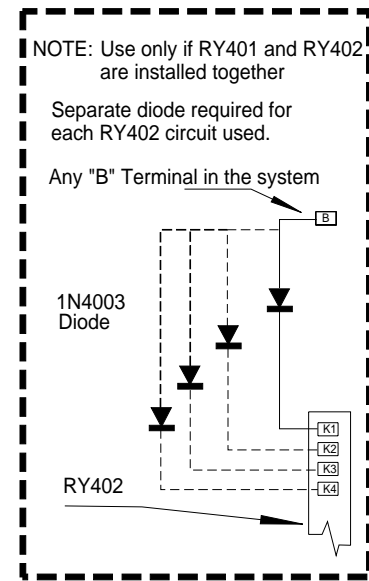 NOTE: Use only if RY401 and RY402
are installed together
Separate diode required for
each RY402 circuit used.
Any "B" Terminal in the system
B
1N4003
Diode
K1
K2
K3
K4
RY402